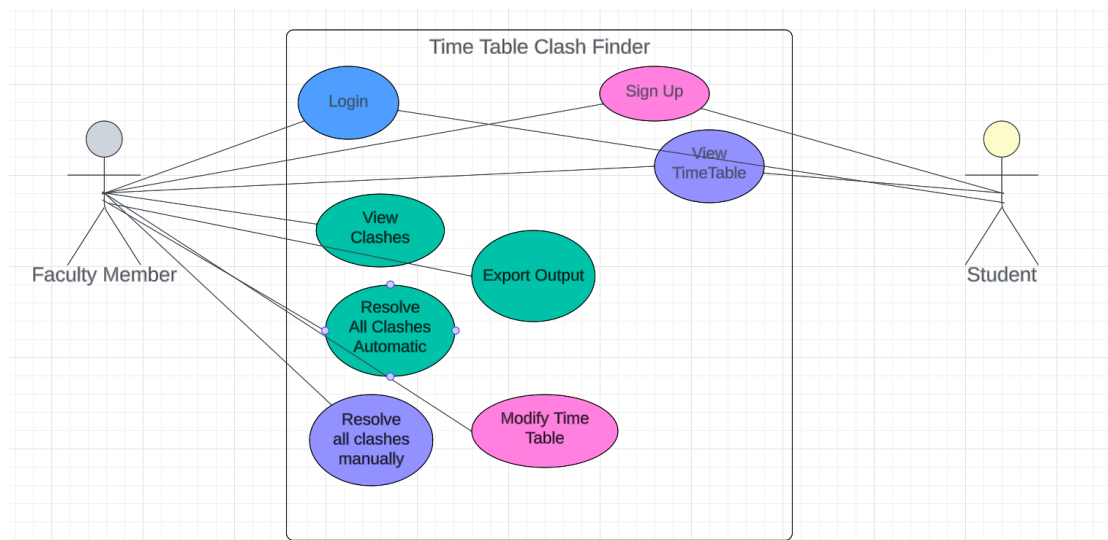 Time Table Clash Finder
Login
Sign Up
View
TimeTable
View
Clashes
Export Output
Faculty Member
Student
Resolve
All Clashes
Automatic
Resolve
all clashes
manually
Modify Time
Table